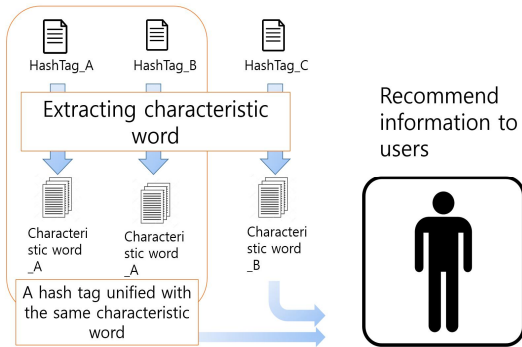 HashTag_A
HashTag_B
HashTag_C
Extracting characteristic
word
Characteri
stic word
_A
Characteri
stic word
_A
Characteri
stic word
_B
A hash tag unified with
the same characteristic
word
Recommend
information to
users